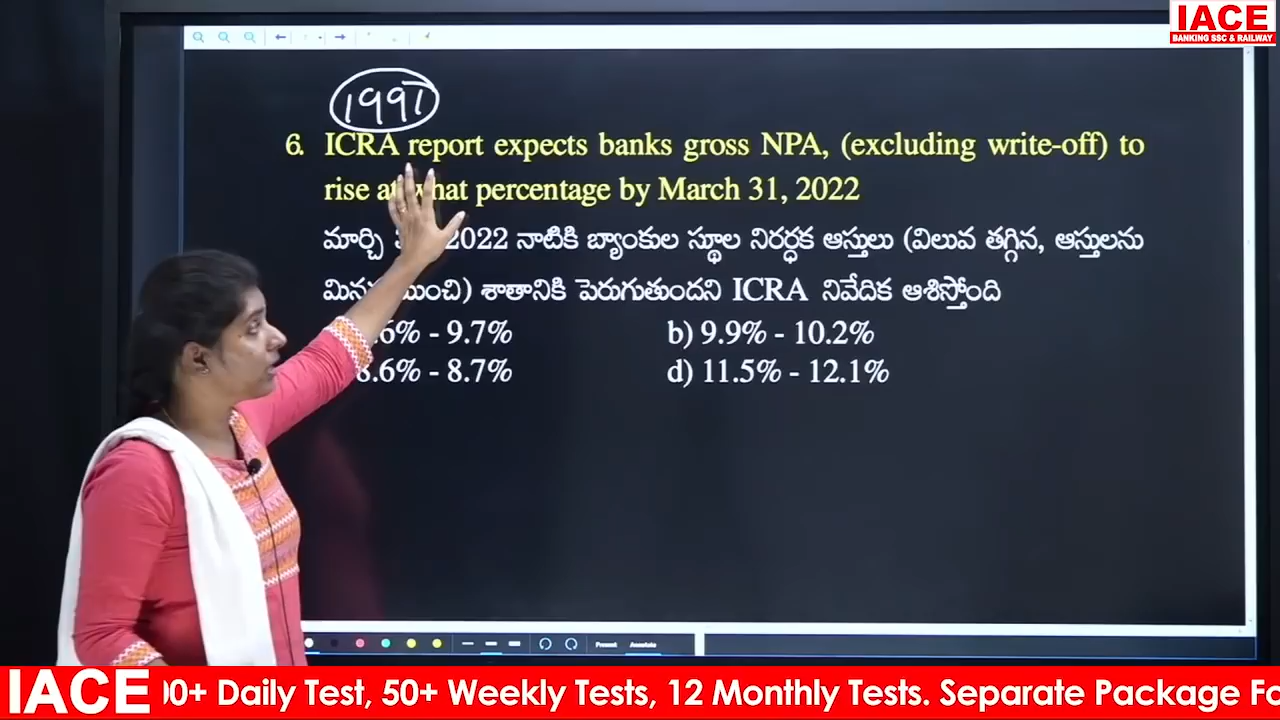 IACE
BANKING SSC & RAILWAY
1991
6. ICRA report expects banks gross NPA, (excluding write-off) to
rise at what percentage by March 31, 2022
మార్చి 2022 నాటికి బ్యాంకుల స్థూల నిరర్ధక ఆస్తులు (విలువ తగ్గిన, ఆస్తులను
శాతానికి పెరుగుతుందని ICRA నివేదిక ఆశిస్తోంది
6% - 9.7% b) 9.9% - 10.2%
8.6% - 8.7% d) 11.5% - 12.1%
Present Annotate
IACE 0+ Daily Test, 50+ Weekly Tests, 12 Monthly Tests. Separate Package Fo